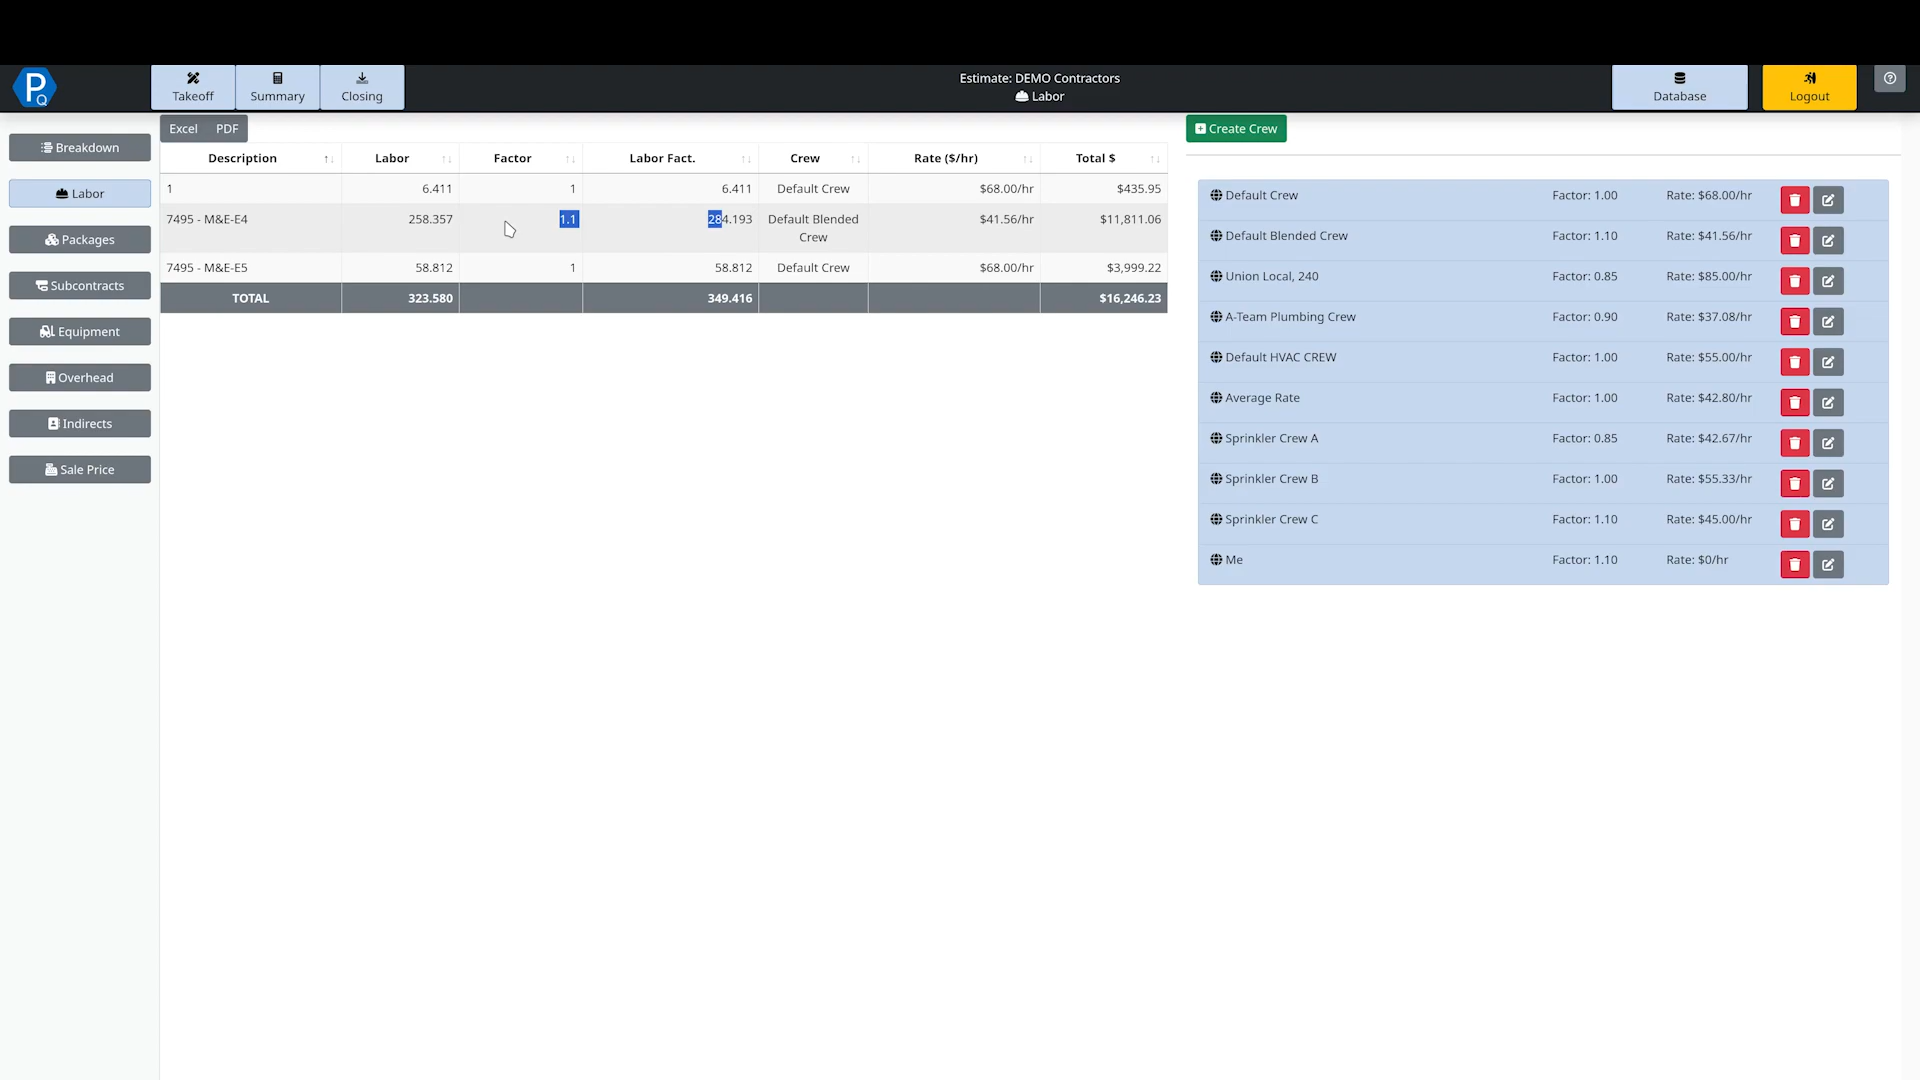 PQ
Takeoff
Summary
Closing
Estimate: DEMO Contractors
Labor
Database
Logout
Breakdown
Labor
Packages
Subcontracts
Equipment
Overhead
Indirects
Sale Price
Excel PDF
Description Labor Factor Labor Fact. Crew Rate ($/hr) Total $
1 6.411 1 6.411 Default Crew $68.00/hr $435.95
7495 - M&E-E4 258.357 1.1 284.193 Default Blended Crew $41.56/hr $11,811.06
7495 - M&E-E5 58.812 1 58.812 Default Crew $68.00/hr $3,999.22
TOTAL 323.580 349.416 $16,246.23
Create Crew
Default Crew Factor: 1.00 Rate: $68.00/hr
Default Blended Crew Factor: 1.10 Rate: $41.56/hr
Union Local, 240 Factor: 0.85 Rate: $85.00/hr
A-Team Plumbing Crew Factor: 0.90 Rate: $37.08/hr
Default HVAC CREW Factor: 1.00 Rate: $55.00/hr
Average Rate Factor: 1.00 Rate: $42.80/hr
Sprinkler Crew A Factor: 0.85 Rate: $42.67/hr
Sprinkler Crew B Factor: 1.00 Rate: $55.33/hr
Sprinkler Crew C Factor: 1.10 Rate: $45.00/hr
Me Factor: 1.10 Rate: $0/hr